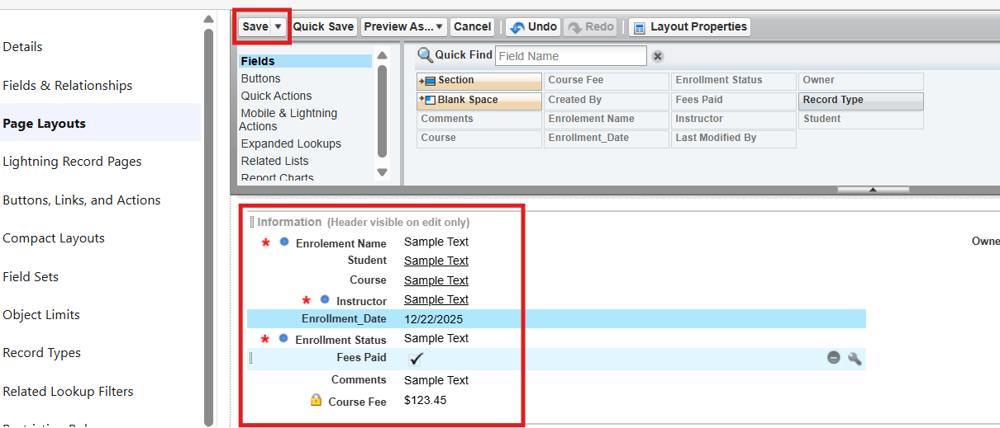 Details
Fields & Relationships
Page Layouts
Lightning Record Pages
Buttons, Links, and Actions
Compact Layouts
Field Sets
Object Limits
Record Types
Related Lookup Filters
Save Quick Save Preview As... Cancel Undo Redo Layout Properties
Fields
Buttons
Quick Actions
Mobile & Lightning
Actions
Expanded Lookups
Related Lists
Report Charts
Quick Find Field Name
Section Course Fee Enrollment Status Owner
Blank Space Created By Fees Paid Record Type
Comments Enrolement Name Instructor Student
Course Enrollment_Date Last Modified By
Information (Header visible on edit only)
* Enrolement Name Sample Text Owne
Student Sample Text
Course Sample Text
* Instructor Sample Text
Enrollment_Date 12/22/2025
* Enrollment Status Sample Text
Fees Paid ✓
Comments Sample Text
Course Fee $123.45